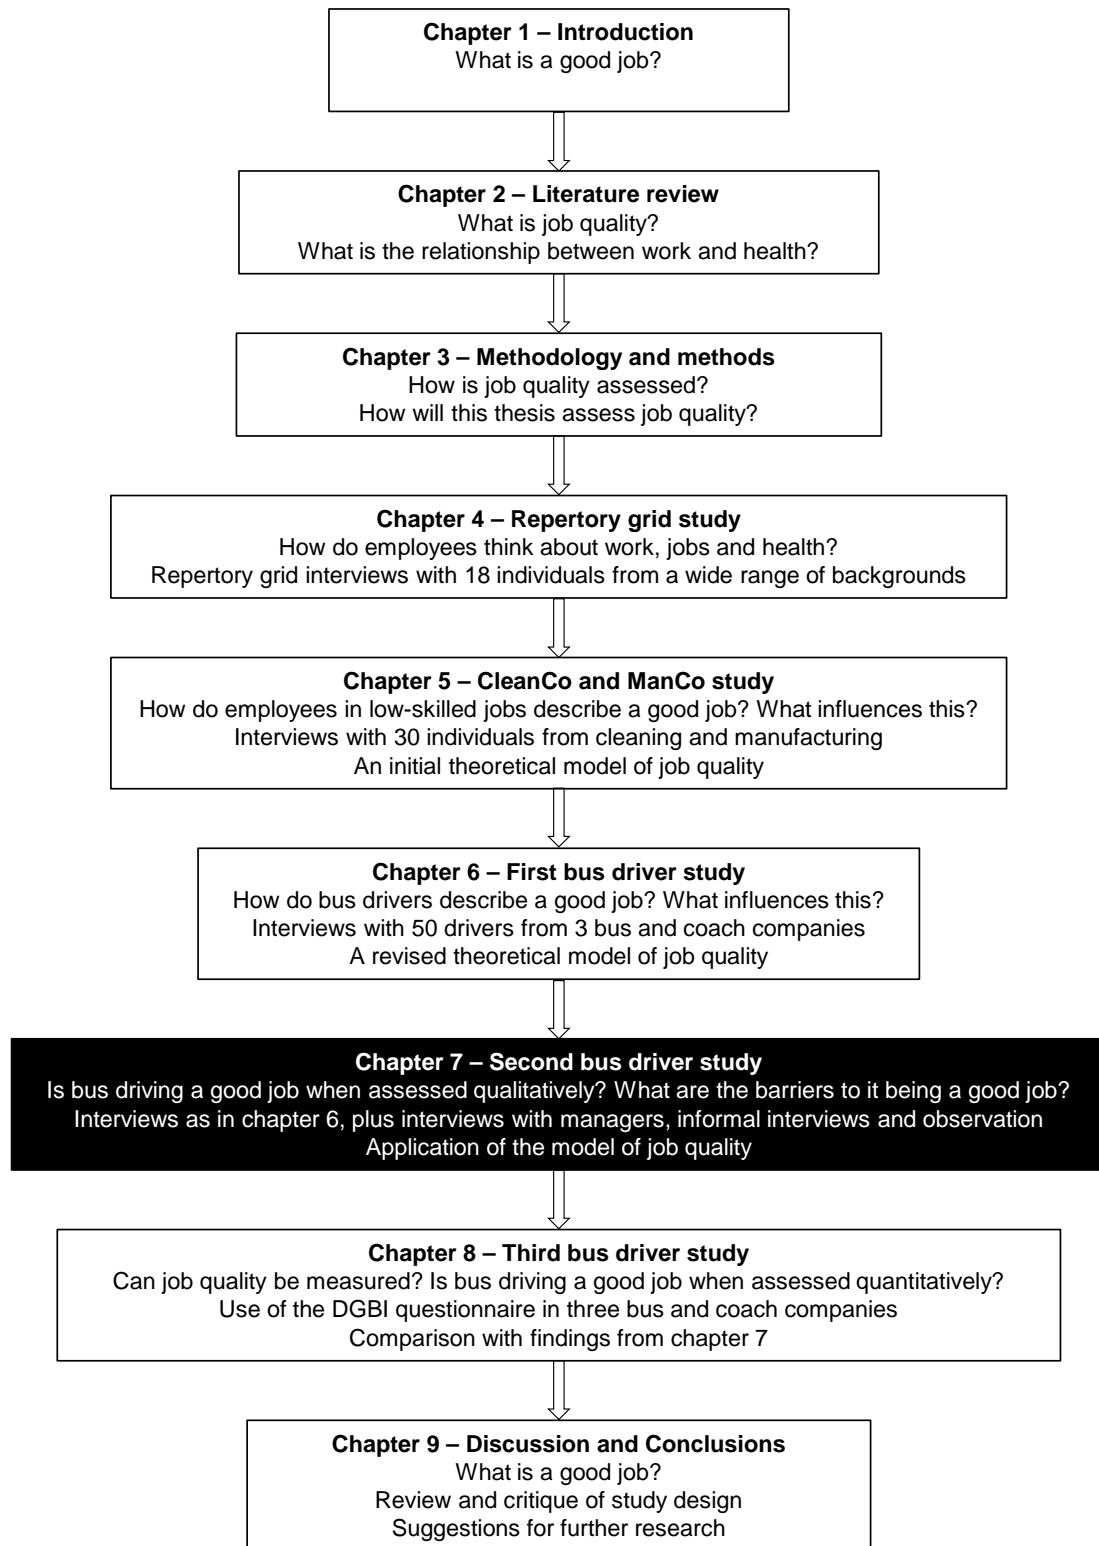 Chapter 1 – Introduction
What is a good job?
Chapter 2 – Literature review
What is job quality?
What is the relationship between work and health?
Chapter 3 – Methodology and methods
How is job quality assessed?
How will this thesis assess job quality?
Chapter 4 – Repertory grid study
How do employees think about work, jobs and health?
Repertory grid interviews with 18 individuals from a wide range of backgrounds
Chapter 5 – CleanCo and ManCo study
How do employees in low-skilled jobs describe a good job? What influences this?
Interviews with 30 individuals from cleaning and manufacturing
An initial theoretical model of job quality
Chapter 6 – First bus driver study
How do bus drivers describe a good job? What influences this?
Interviews with 50 drivers from 3 bus and coach companies
A revised theoretical model of job quality
Chapter 7 – Second bus driver study
Is bus driving a good job when assessed qualitatively? What are the barriers to it being a good job?
Interviews as in chapter 6, plus interviews with managers, informal interviews and observation
Application of the model of job quality
Chapter 8 – Third bus driver study
Can job quality be measured? Is bus driving a good job when assessed quantitatively?
Use of the DGBI questionnaire in three bus and coach companies
Comparison with findings from chapter 7
Chapter 9 – Discussion and Conclusions
What is a good job?
Review and critique of study design
Suggestions for further research